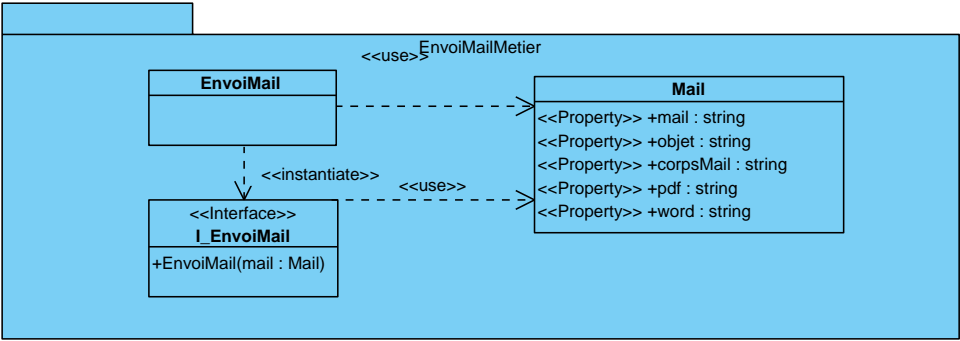 EnvoiMailMetier
<<use>>
EnvoiMail
Mail
<<Property>> +mail : string
<<Property>> +objet : string
<<Property>> +corpsMail : string
<<Property>> +pdf : string
<<Property>> +word : string
<<instantiate>>
<<use>>
<<Interface>>
I_EnvoiMail
+EnvoiMail(mail : Mail)